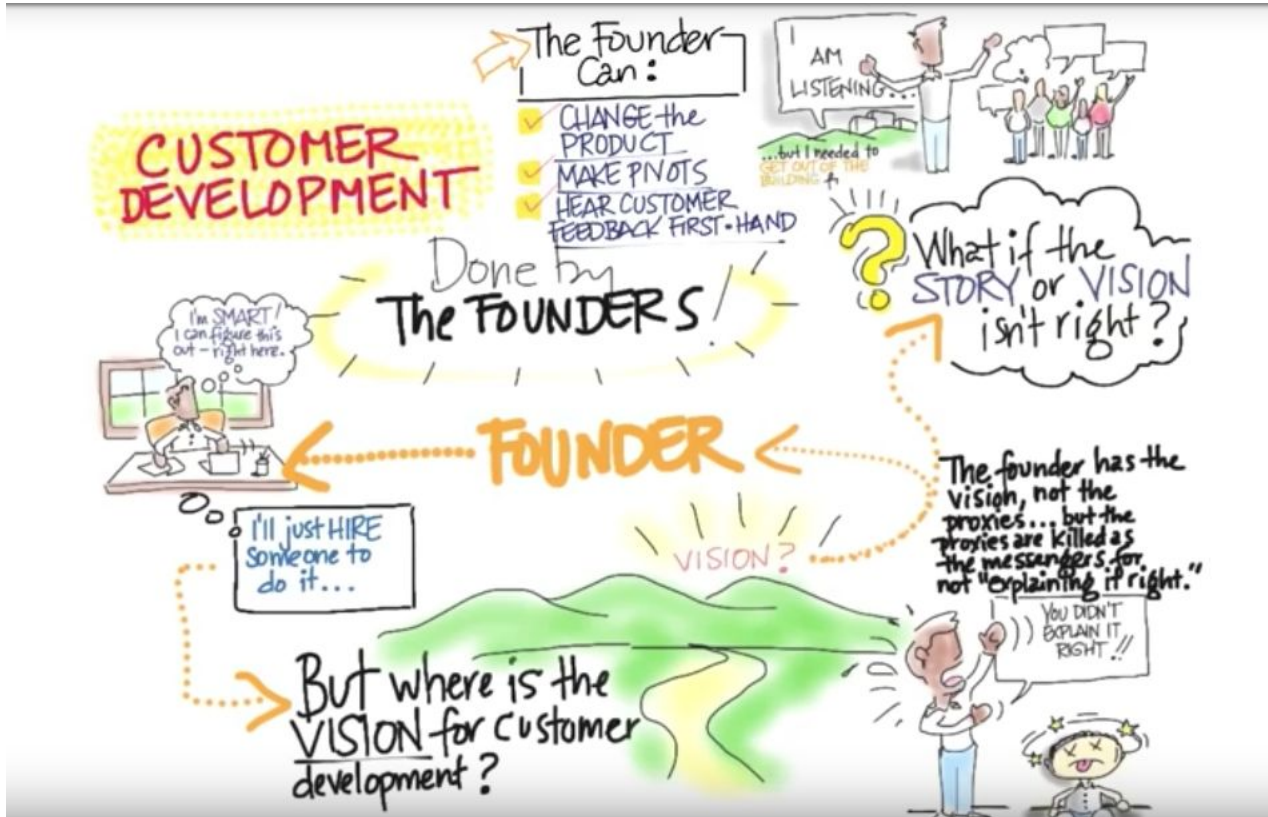 CUSTOMER
DEVELOPMENT
The Founder
Can:
CHANGE the
PRODUCT
MAKE PIVOTS
HEAR CUSTOMER
FEEDBACK FIRST-HAND
I
AM
LISTENING...
...but I needed to
GET OUT OF THE
BUILDING
Done by
The FOUNDERS!
What if the
STORY or VISION
isn't right?
I'm SMART!
I can figure this
out - right here.
FOUNDER
I'll just HIRE
someone to
do it...
VISION?
The founder has the
vision, not the
proxies... but the
proxies are killed as
the messengers for
not "explaining it right."
YOU DIDN'T
EXPLAIN IT
RIGHT!!
But where is the
VISION for customer
development?